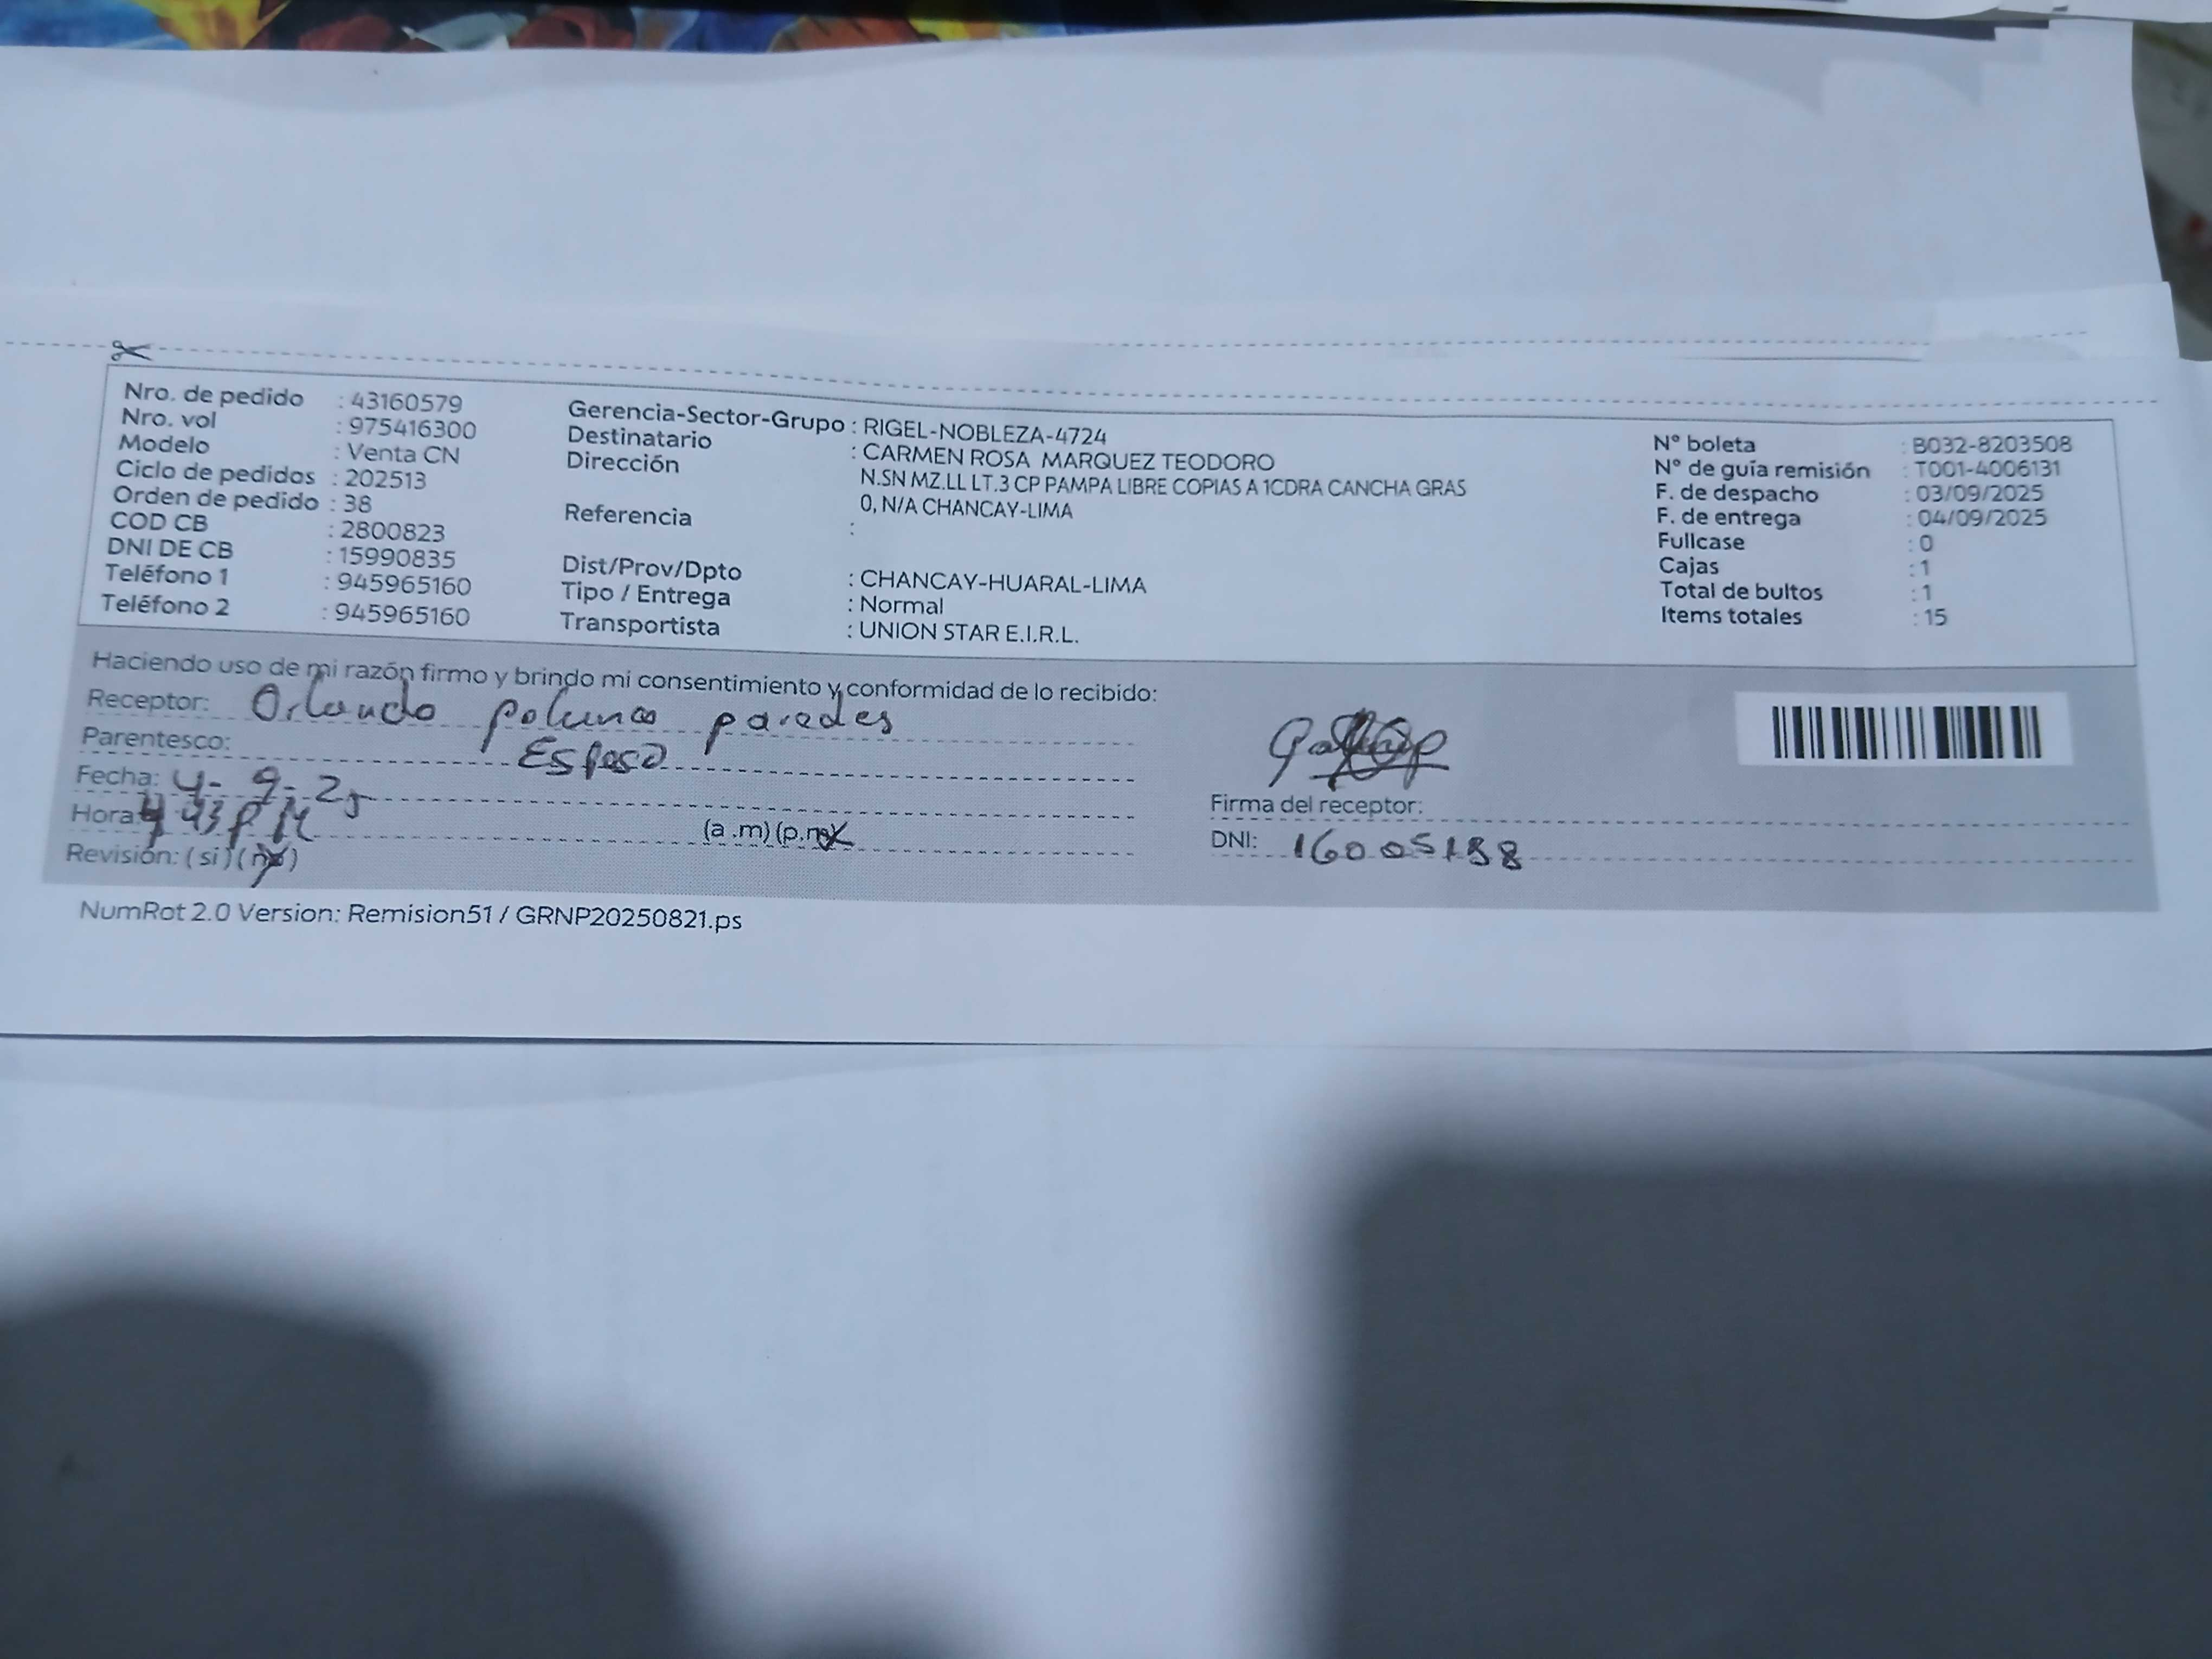 Nro. de pedido : 43160579
Nro. vol : 975416300
Modelo : Venta CN
Ciclo de pedidos : 202513
Orden de pedido : 38
COD CB : 2800823
DNI DE CB : 15990835
Teléfono 1 : 945965160
Teléfono 2 : 945965160
Gerencia-Sector-Grupo : RIGEL-NOBLEZA-4724
Destinatario : CARMEN ROSA MARQUEZ TEODORO
Dirección N.SN MZ.LL LT.3 CP PAMPA LIBRE COPIAS A 1CDRA CANCHA GRAS
0, N/A CHANCAY-LIMA
Referencia :
Dist/Prov/Dpto : CHANCAY-HUARAL-LIMA
Tipo / Entrega : Normal
Transportista : UNION STAR E.I.R.L.
N° boleta : B032-8203508
N° de guía remisión : T001-4006131
F. de despacho : 03/09/2025
F. de entrega : 04/09/2025
Fullcase : 0
Cajas : 1
Total de bultos : 1
Items totales : 15
Haciendo uso de mi razón firmo y brindo mi consentimiento y conformidad de lo recibido:
Receptor: Orlando paredes
Parentesco: Esposo
Fecha: 4-9-25
Hora: 4 43 PM (a .m) (p.m)
Revisión: (si) (no)
Firma del receptor:
DNI: 16005188
NumRot 2.0 Version: Remision51 / GRNP20250821.ps